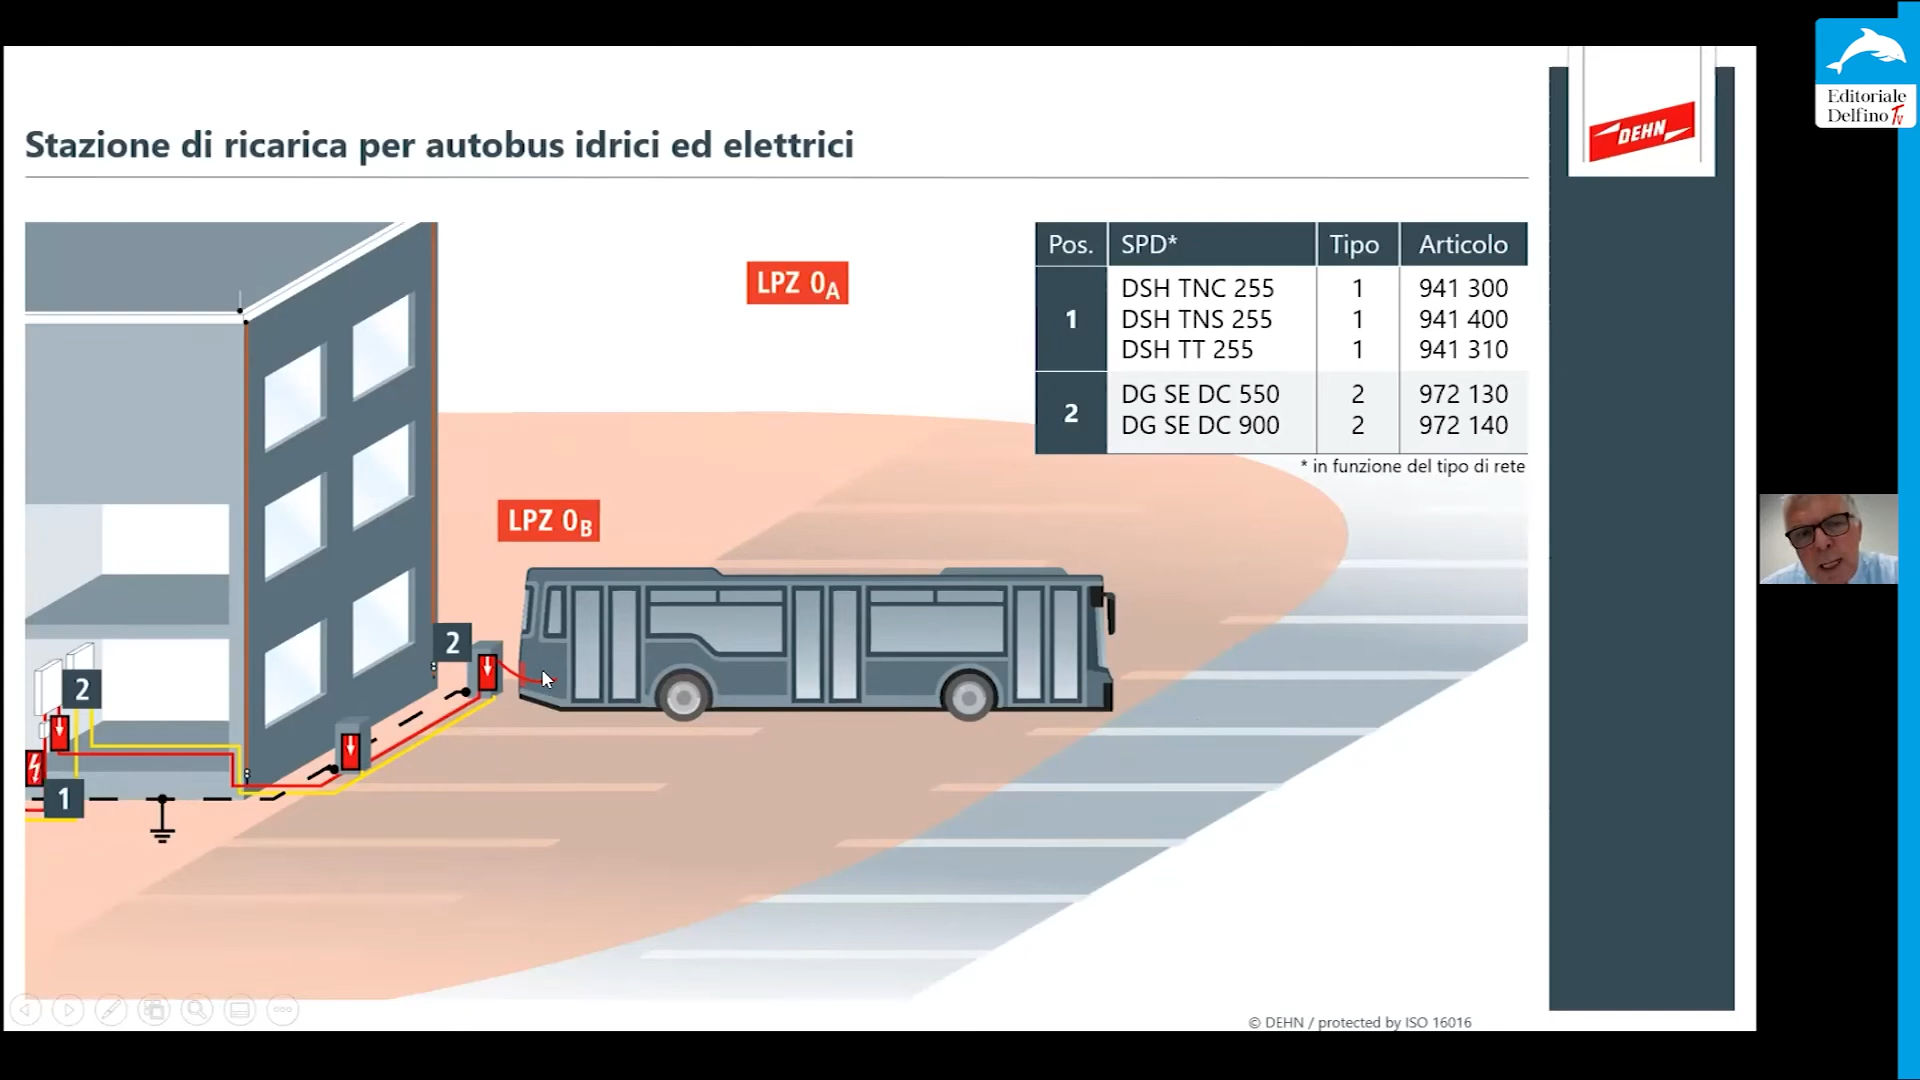 Editoriale
Delfino Tv
DEHN
Stazione di ricarica per autobus idrici ed elettrici
LPZ 0A
LPZ 0B
Pos. SPD* Tipo Articolo
1 DSH TNC 255 1 941 300
DSH TNS 255 1 941 400
DSH TT 255 1 941 310
2 DG SE DC 550 2 972 130
DG SE DC 900 2 972 140
* in funzione del tipo di rete
2
2
1
© DEHN / protected by ISO 16016